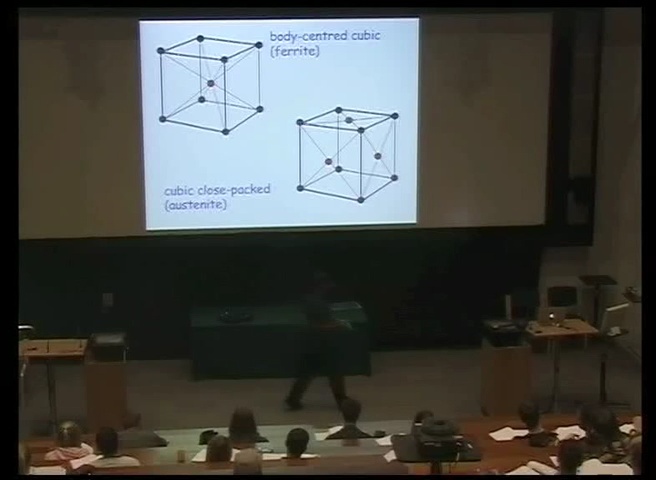 body-centred cubic
(ferrite)
cubic close-packed
(austenite)